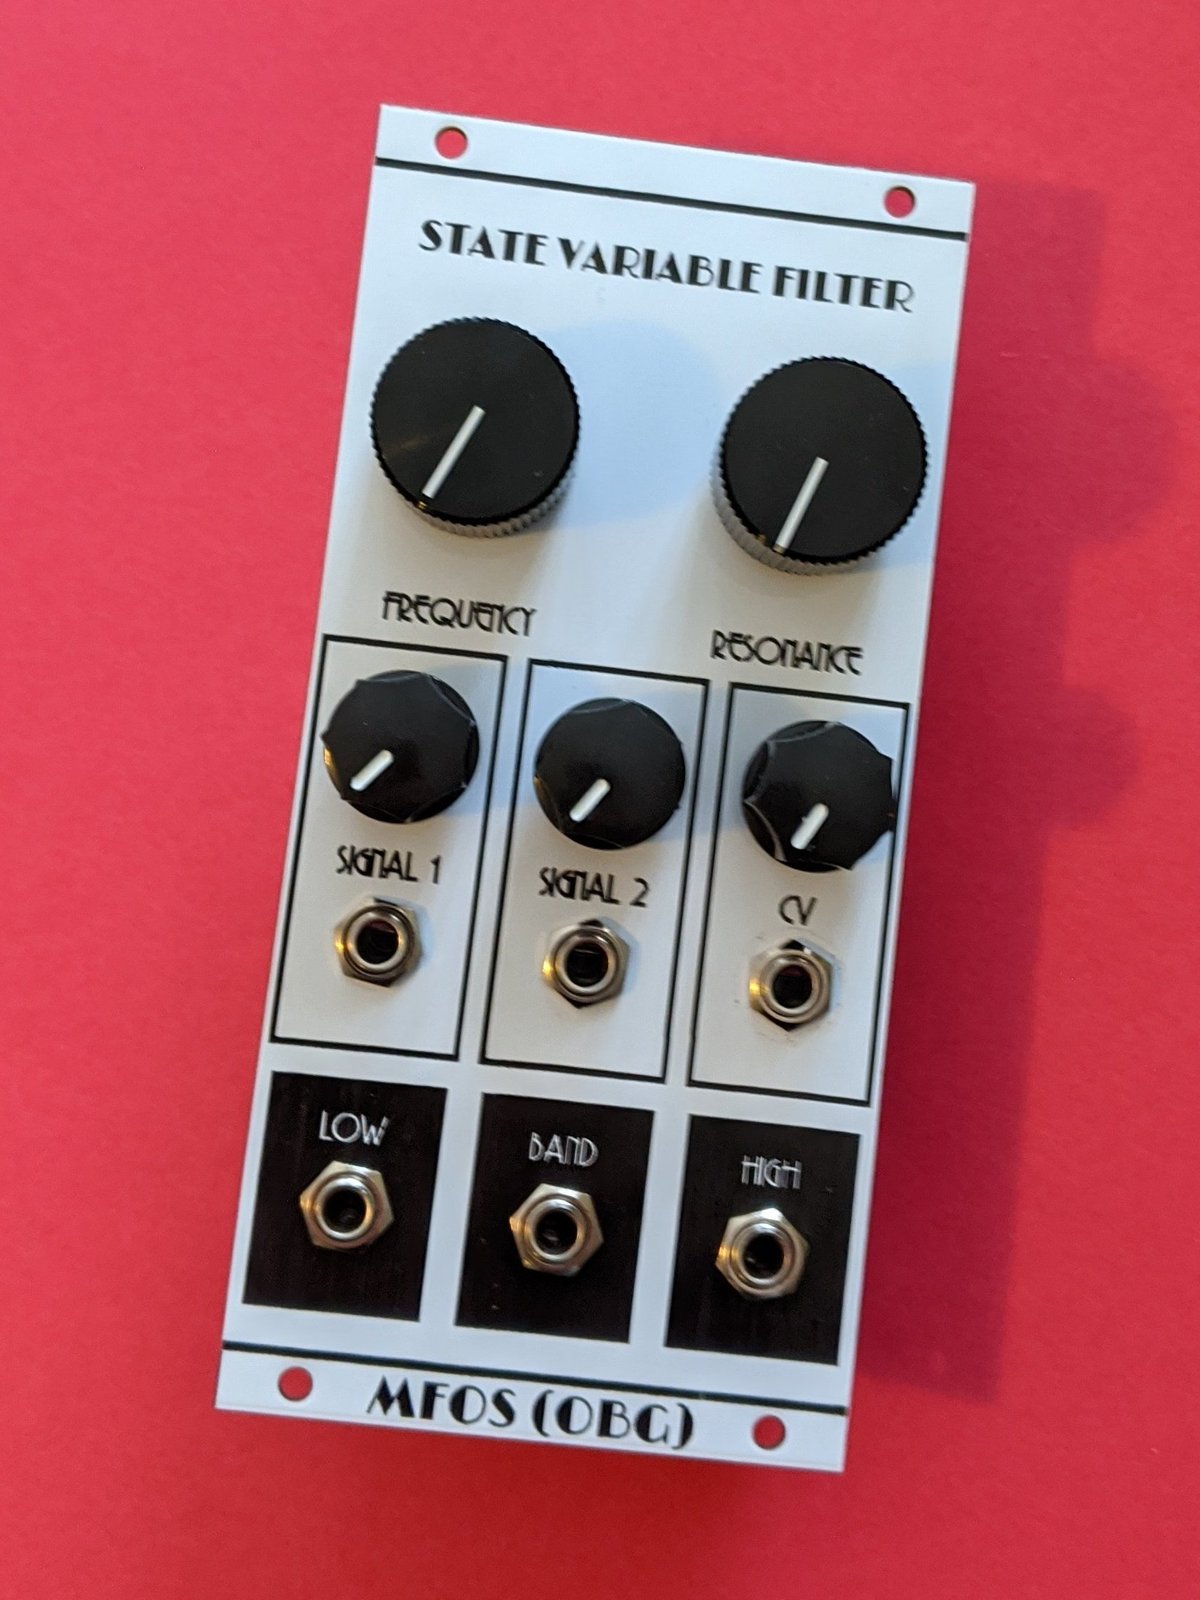 STATE VARIABLE FILTER
FREQUENCY
RESONANCE
SIGNAL 1
SIGNAL 2
CV
LOW
BAND
HIGH
MFOS (OBG)